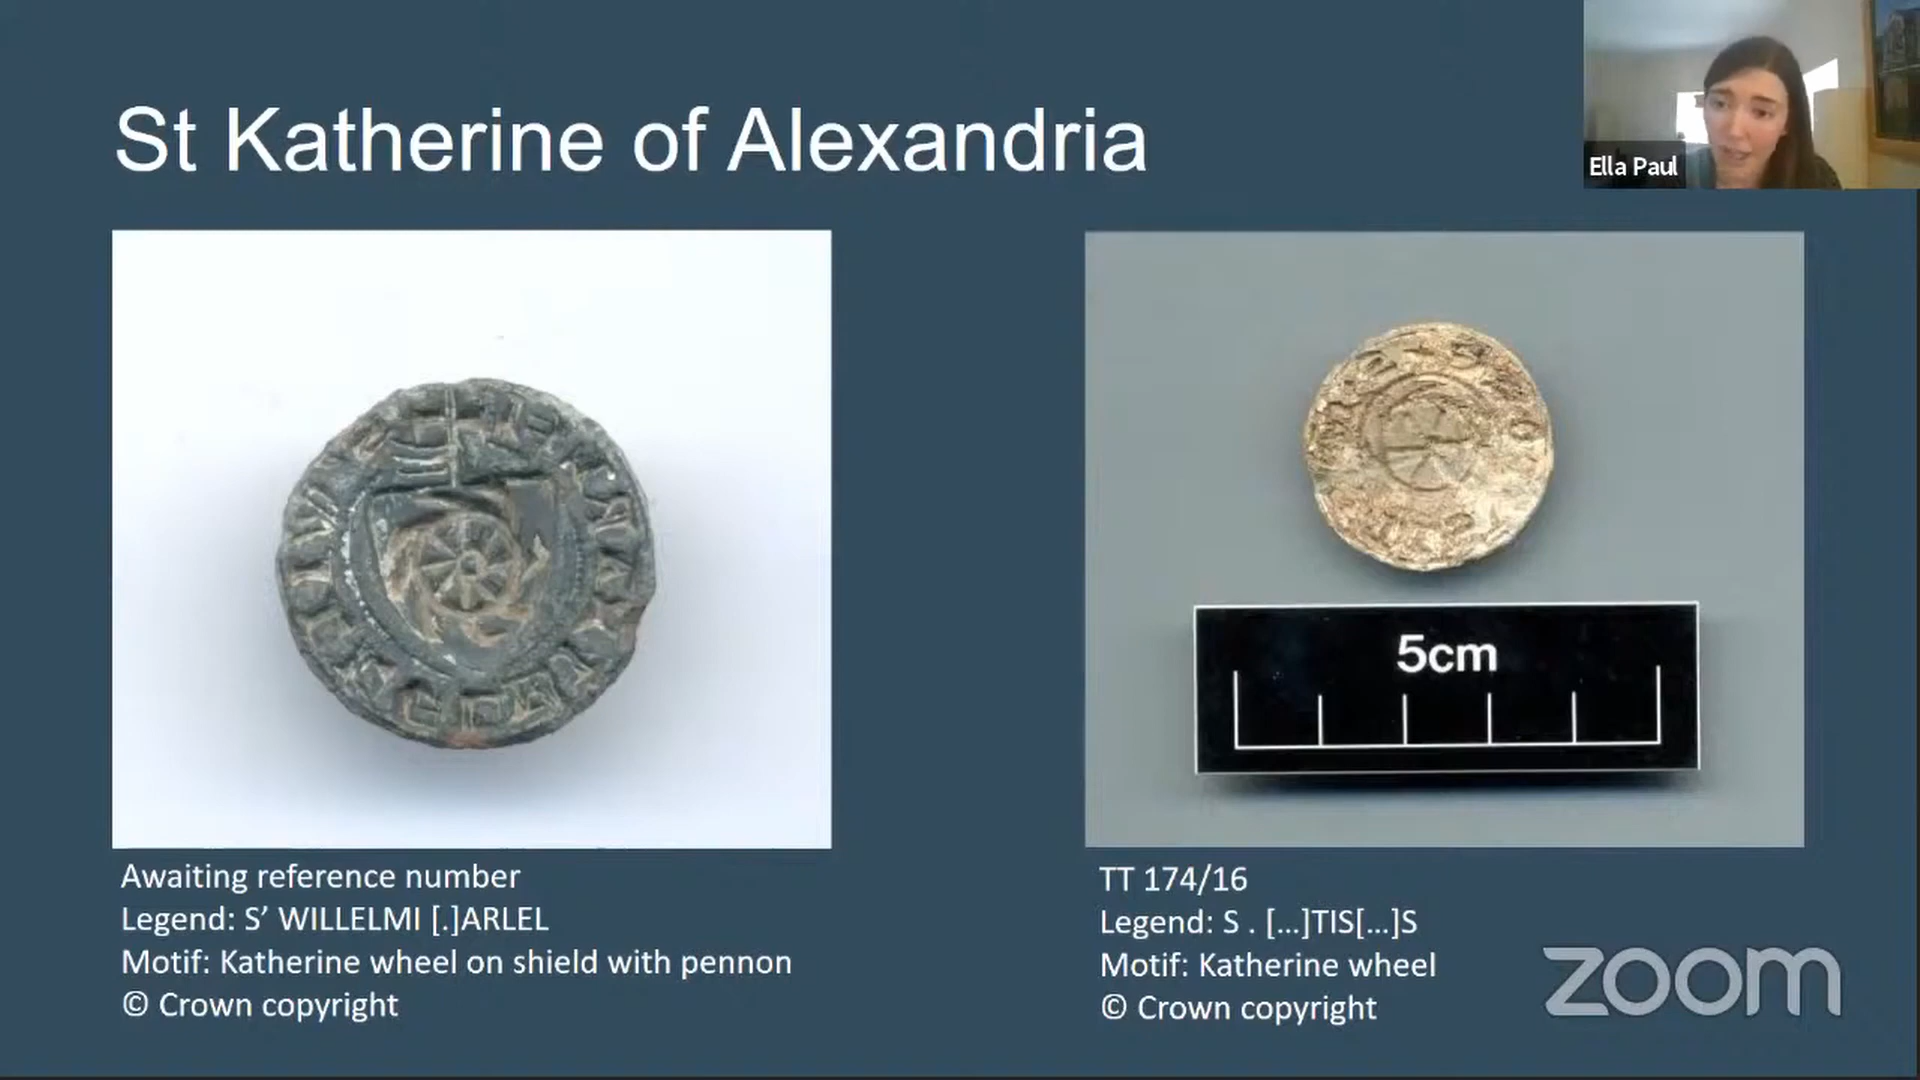 St Katherine of Alexandria
Ella Paul
5cm
Awaiting reference number
Legend: S’ WILLELMI [.]ARLEL
Motif: Katherine wheel on shield with pennon
© Crown copyright
TT 174/16
Legend: S . [...]TIS[...]S
Motif: Katherine wheel
© Crown copyright
zoom